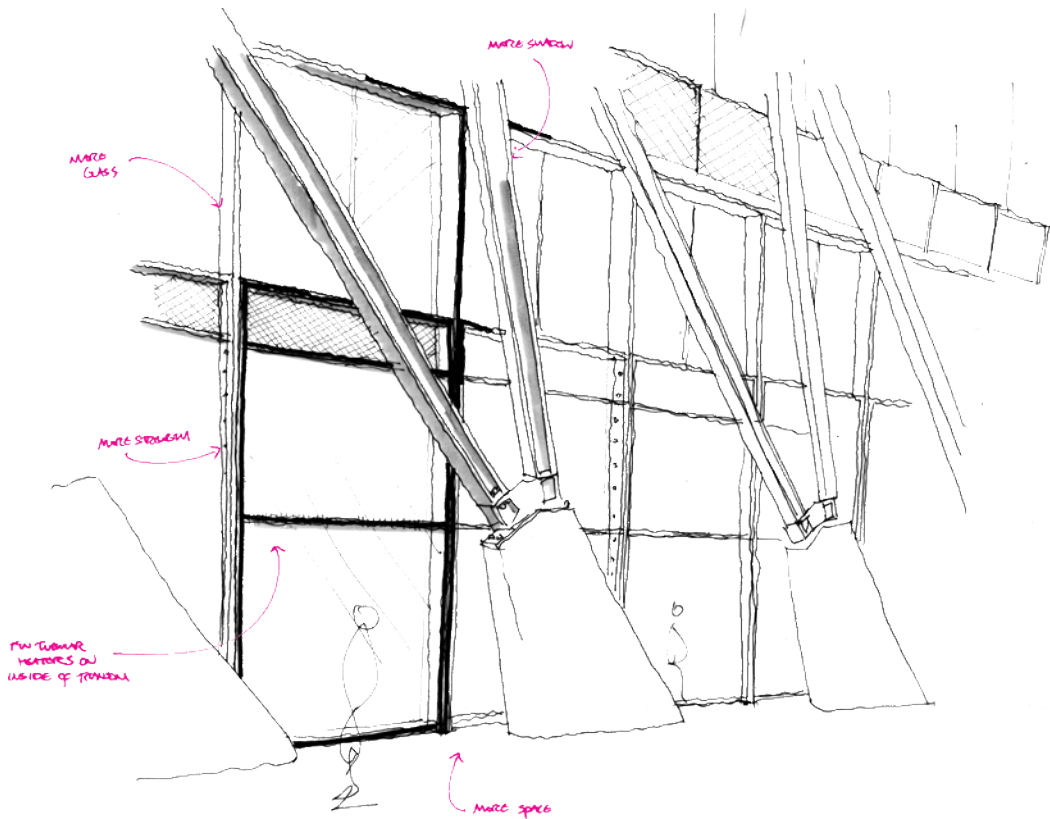 MORE SHADOW
MORE
GLASS
MORE STRENGTH
FIN TUBULAR
HEATERS ON
INSIDE OF TRANSOM
MORE SPACE